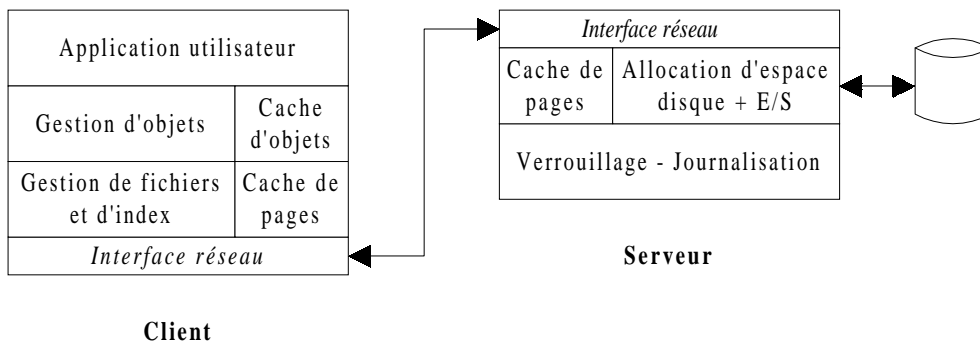 Application utilisateur
Gestion d'objets
Cache
d'objets
Gestion de fichiers
et d'index
Cache de
pages
Interface réseau
Client
Interface réseau
Cache de
pages
Allocation d'espace
disque + E/S
Verrouillage - Journalisation
Serveur